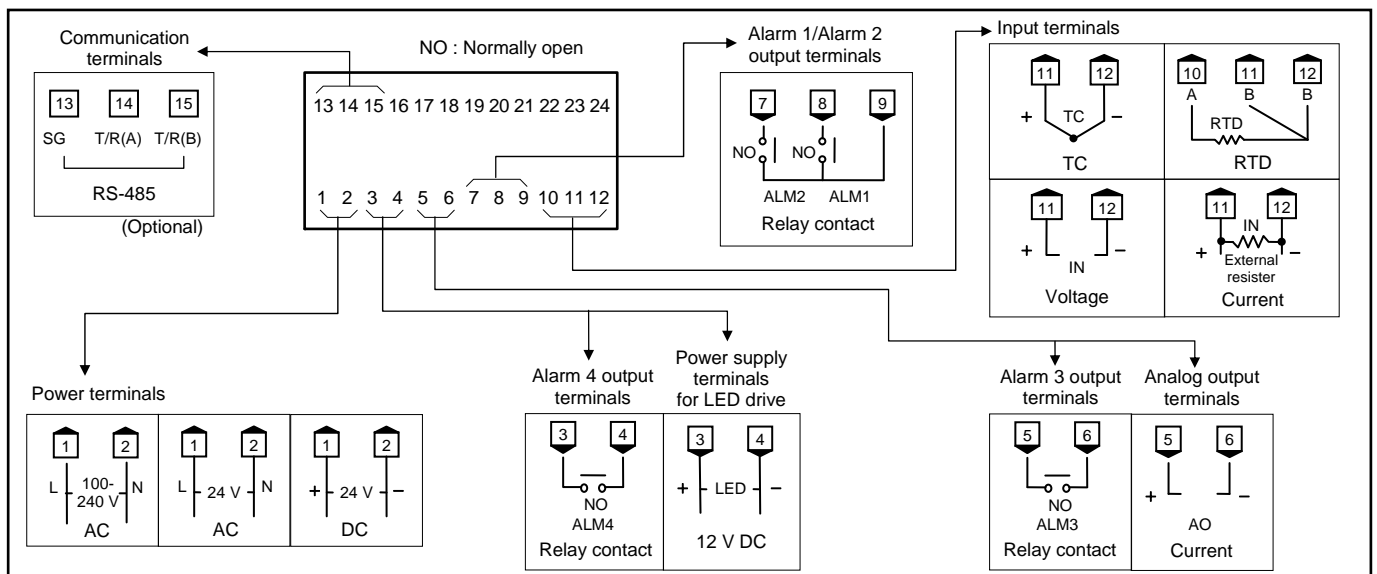 Communication
terminals
13 14 15
SG T/R(A) T/R(B)
RS-485
(Optional)
NO : Normally open
13 14 15 16 17 18 19 20 21 22 23 24
1 2 3 4 5 6 7 8 9 10 11 12
Alarm 1/Alarm 2
output terminals
7 8 9
NO NO
ALM2 ALM1
Relay contact
Input terminals
11 12
+ TC −
TC
10 11 12
A B B
RTD
RTD
11 12
+ −
IN
Voltage
11 12
IN
+ −
External
resister
Current
Power terminals
1 2
L 100-
240 V N
AC
1 2
L 24 V N
AC
1 2
+ 24 V −
DC
Alarm 4 output
terminals
3 4
NO
ALM4
Relay contact
Power supply
terminals
for LED drive
3 4
+ LED −
12 V DC
Alarm 3 output
terminals
5 6
NO
ALM3
Relay contact
Analog output
terminals
5 6
+ −
AO
Current